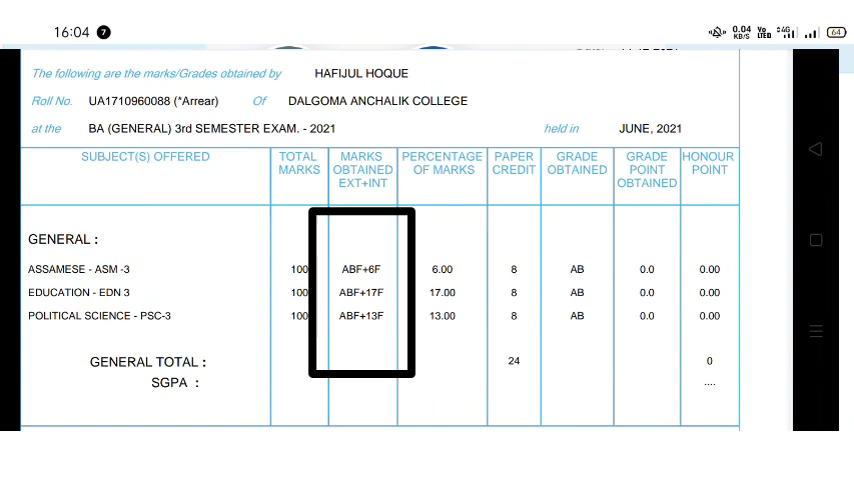 16:04 7 0.04 KB/S Vo LTEB 4G 64
The following are the marks/Grades obtained by HAFIJUL HOQUE
Roll No. UA1710960088 (*Arrear) Of DALGOMA ANCHALIK COLLEGE
at the BA (GENERAL) 3rd SEMESTER EXAM. - 2021 held in JUNE, 2021
SUBJECT(S) OFFERED TOTAL MARKS PERCENTAGE PAPER GRADE GRADE HONOUR
MARKS OBTAINED OF MARKS CREDIT OBTAINED POINT POINT
EXT+INT OBTAINED
GENERAL :
ASSAMESE - ASM -3 100 ABF+6F 6.00 8 AB 0.0 0.00
EDUCATION - EDN 3 100 ABF+17F 17.00 8 AB 0.0 0.00
POLITICAL SCIENCE - PSC-3 100 ABF+13F 13.00 8 AB 0.0 0.00
GENERAL TOTAL : 24 0
SGPA : ....